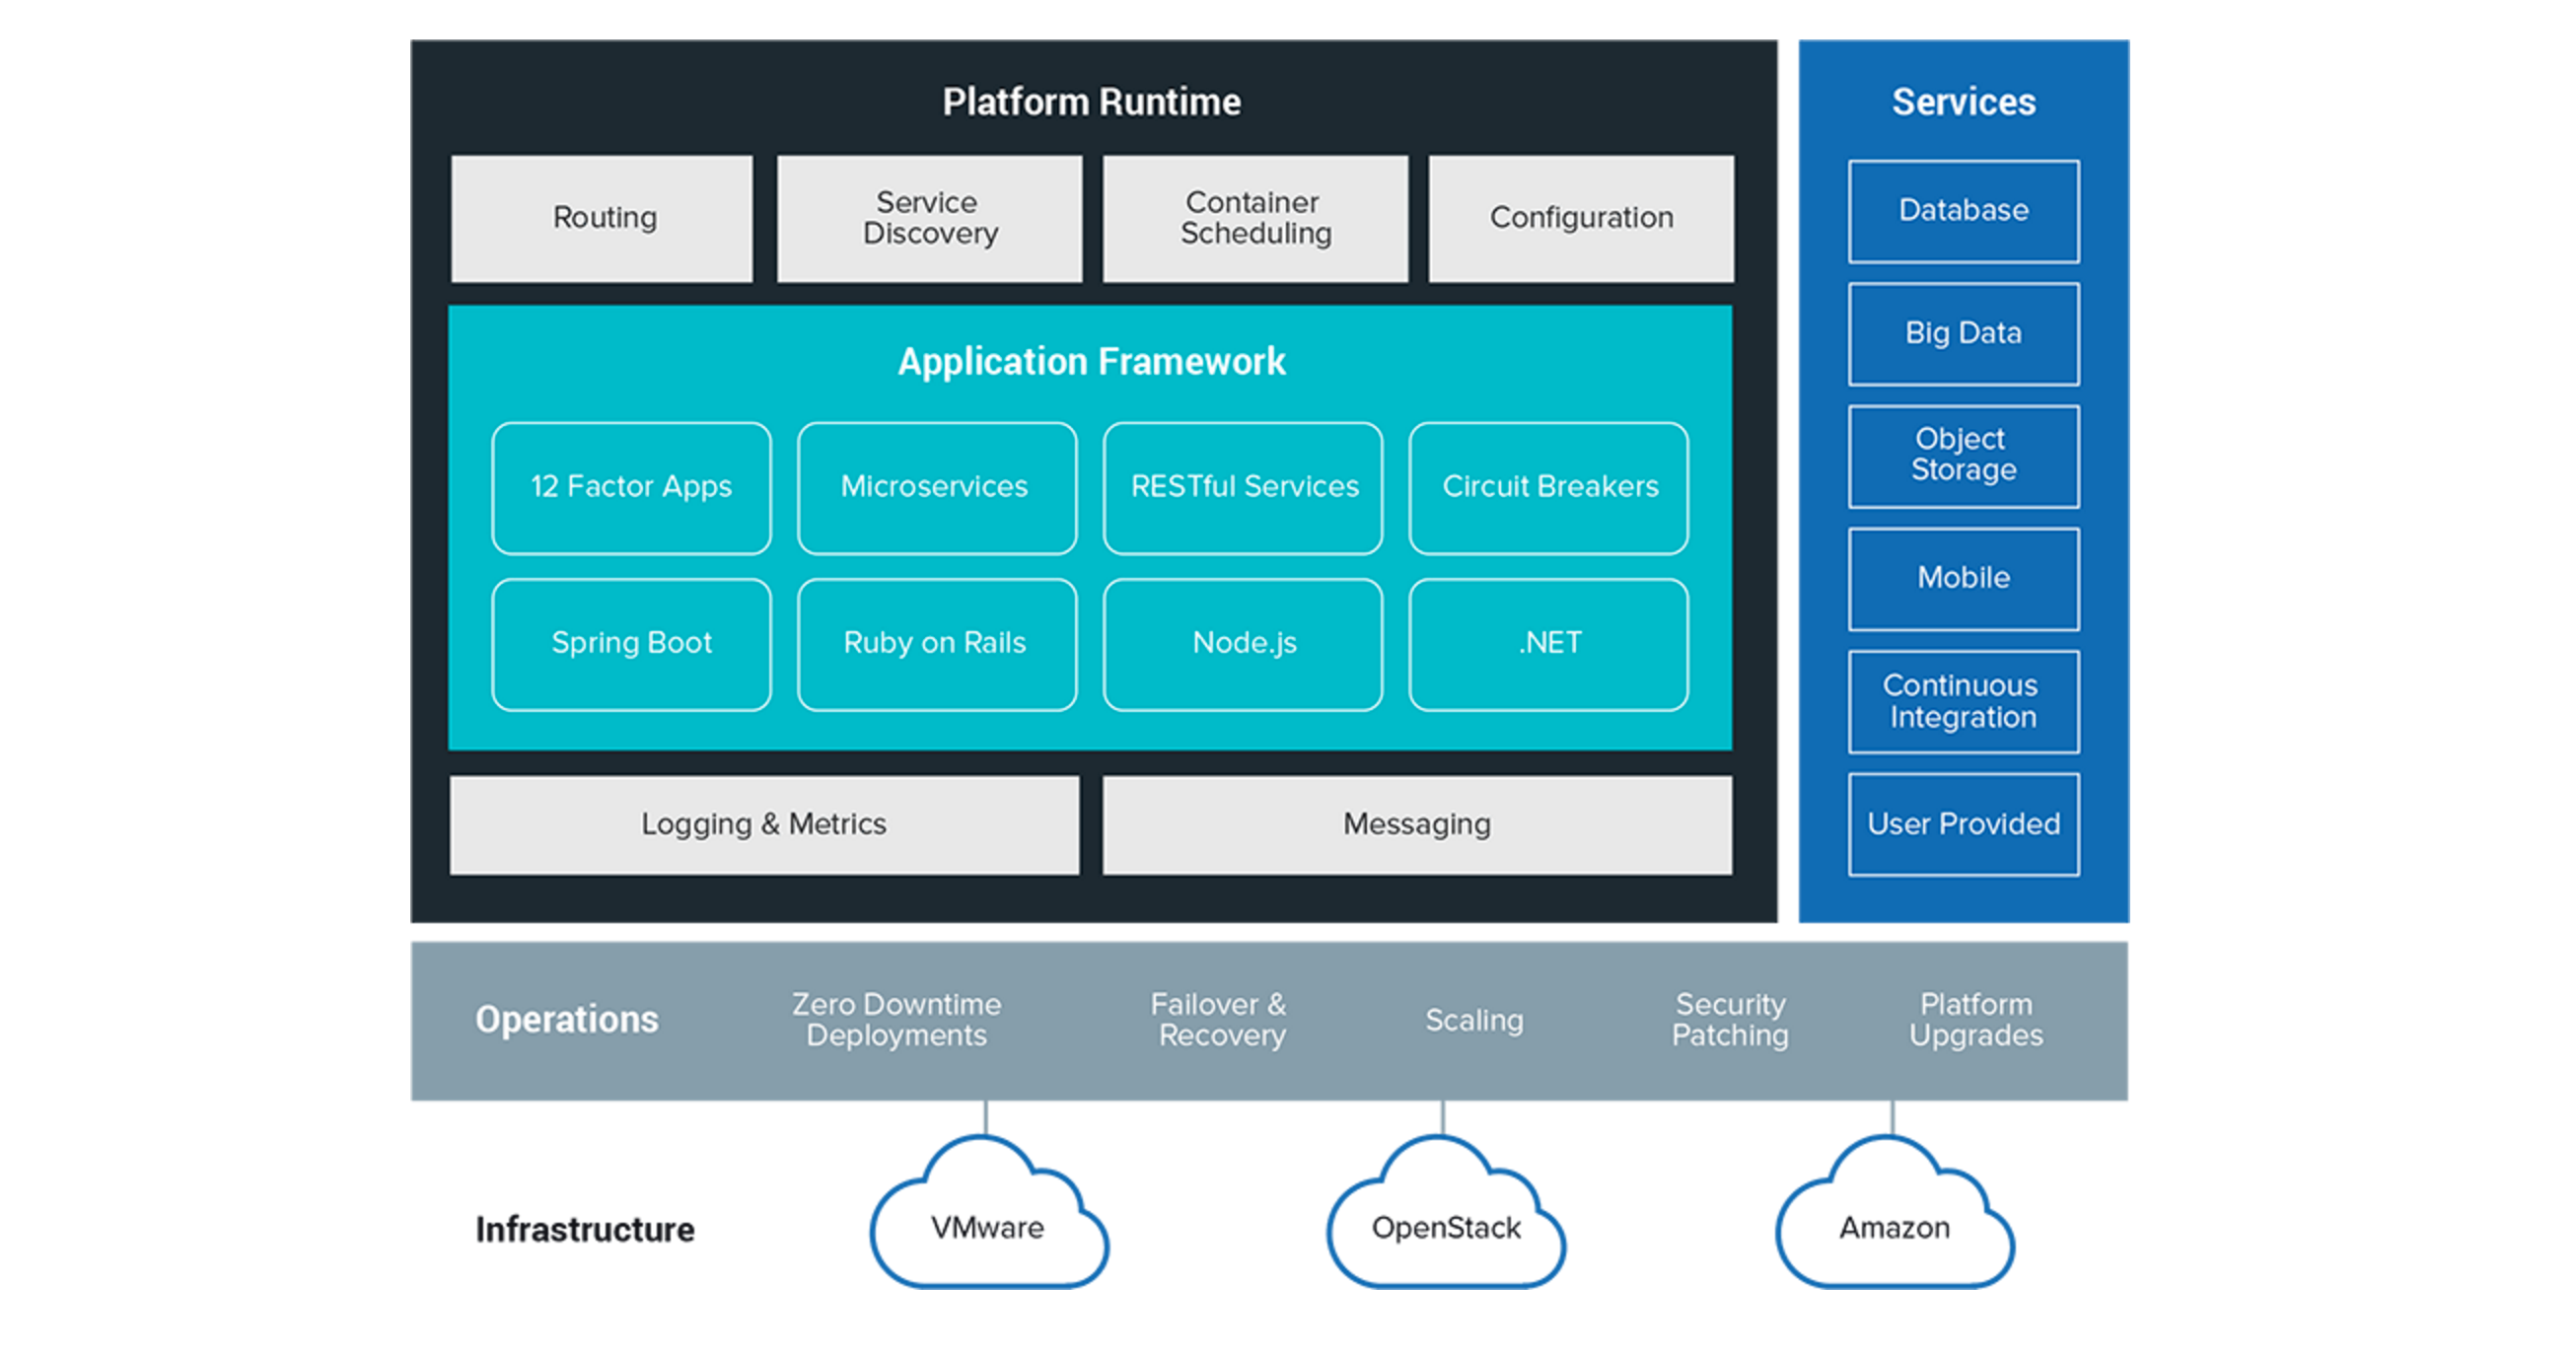 Platform Runtime
Routing
Service
Discovery
Container
Scheduling
Configuration
Application Framework
12 Factor Apps
Microservices
RESTful Services
Circuit Breakers
Spring Boot
Ruby on Rails
Node.js
.NET
Logging & Metrics
Messaging
Services
Database
Big Data
Object
Storage
Mobile
Continuous
Integration
User Provided
Operations
Zero Downtime
Deployments
Failover &
Recovery
Scaling
Security
Patching
Platform
Upgrades
Infrastructure
VMware
OpenStack
Amazon